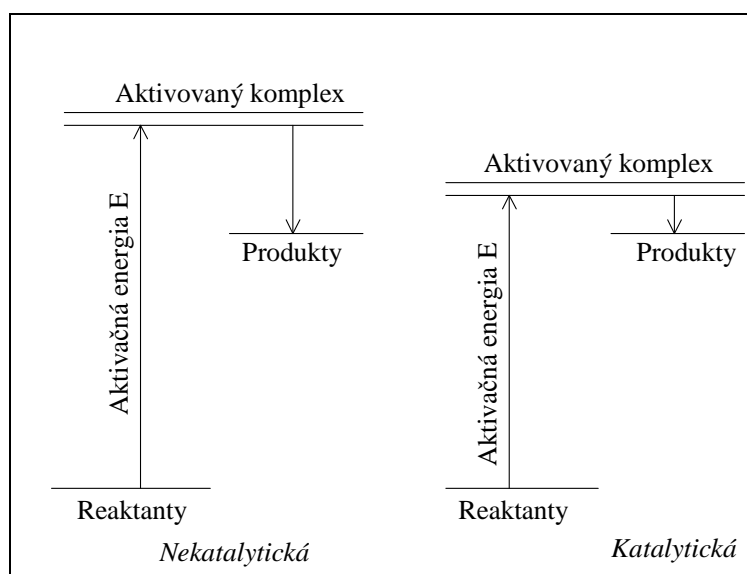 Aktivovaný komplex
Aktivačná energia E
Produkty
Reaktanty
Nekatalytická
Aktivovaný komplex
Aktivačná energia E
Produkty
Reaktanty
Katalytická